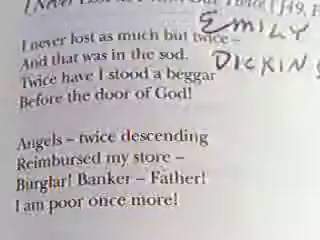 I never lost as much but twice –
And that was in the sod.
Twice have I stood a beggar
Before the door of God!
EMILY
DICKINS
Angels – twice descending
Reimbursed my store –
Burglar! Banker – Father!
I am poor once more!